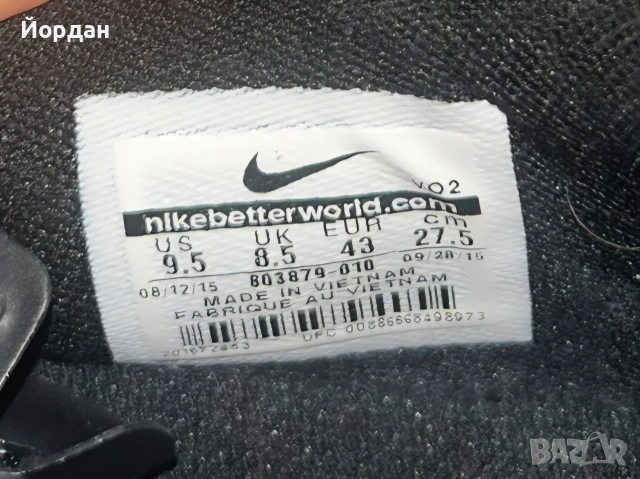 Йордан
VO2
nikebetterworld.com
US UK EUR cm
9.5 8.5 43 27.5
08/12/15 803879-010 09/28/15
MADE IN VIETNAM
FABRIQUE AU VIETNAM
UPC 00886668498973
BAZAR